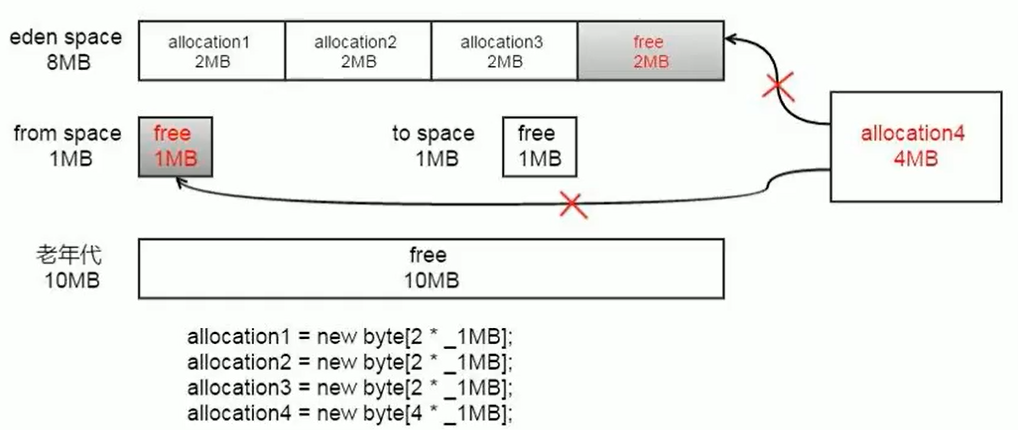 eden space
8MB
allocation1
2MB
allocation2
2MB
allocation3
2MB
free
2MB
from space
1MB
free
1MB
to space
1MB
free
1MB
allocation4
4MB
老年代
10MB
free
10MB
allocation1 = new byte[2 * _1MB];
allocation2 = new byte[2 * _1MB];
allocation3 = new byte[2 * _1MB];
allocation4 = new byte[4 * _1MB];